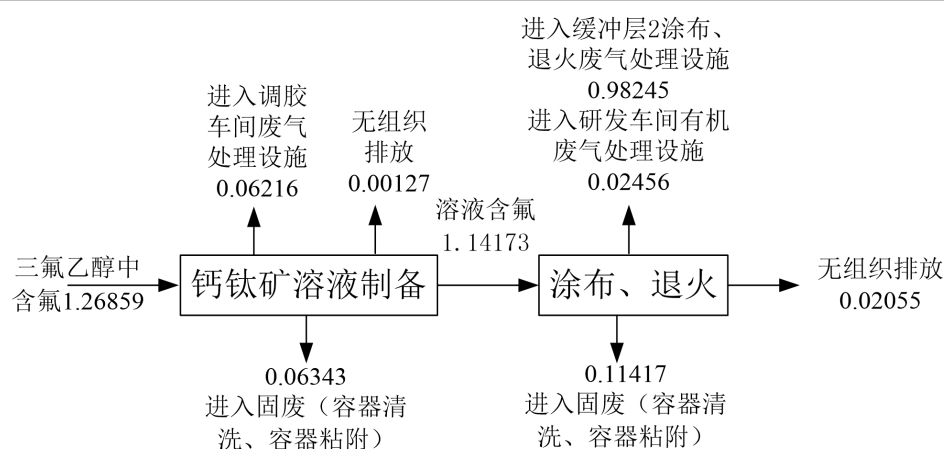 进入缓冲层2涂布、
退火废气处理设施
0.98245
进入研发车间有机
废气处理设施
0.02456
进入调胶
车间废气
处理设施
0.06216
无组织
排放
0.00127
溶液含氟
1.14173
三氟乙醇中
含氟1.26859
钙钛矿溶液制备
涂布、退火
无组织排放
0.02055
0.06343
进入固废（容器清
洗、容器粘附）
0.11417
进入固废（容器清
洗、容器粘附）